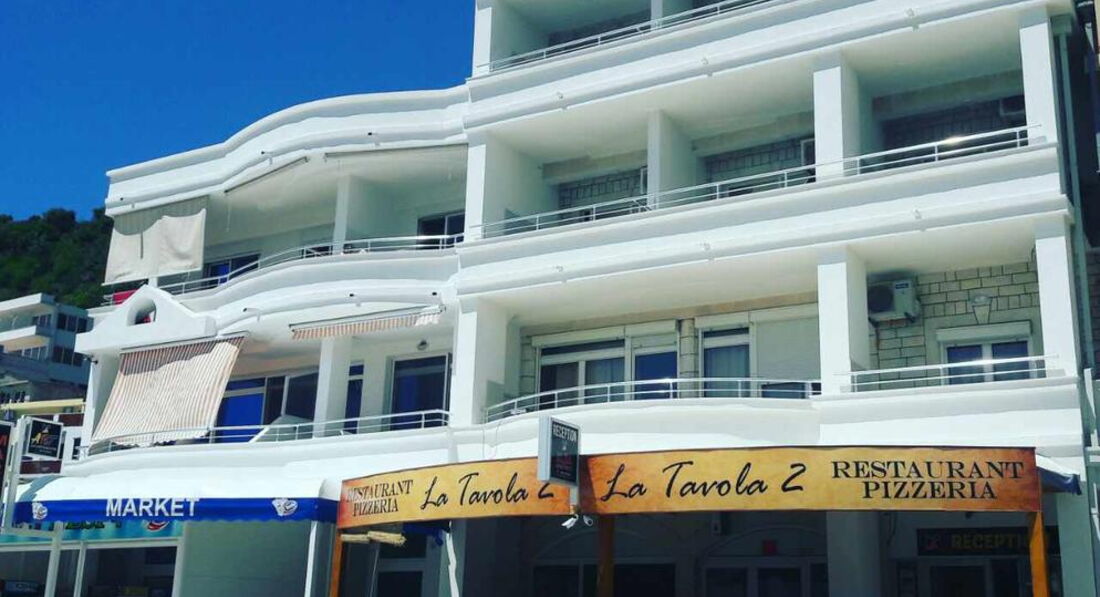 RECEPTION
MARKET
RESTAURANT
PIZZERIA
La Tavola 2
La Tavola 2
RESTAURANT
PIZZERIA
RECEPTION